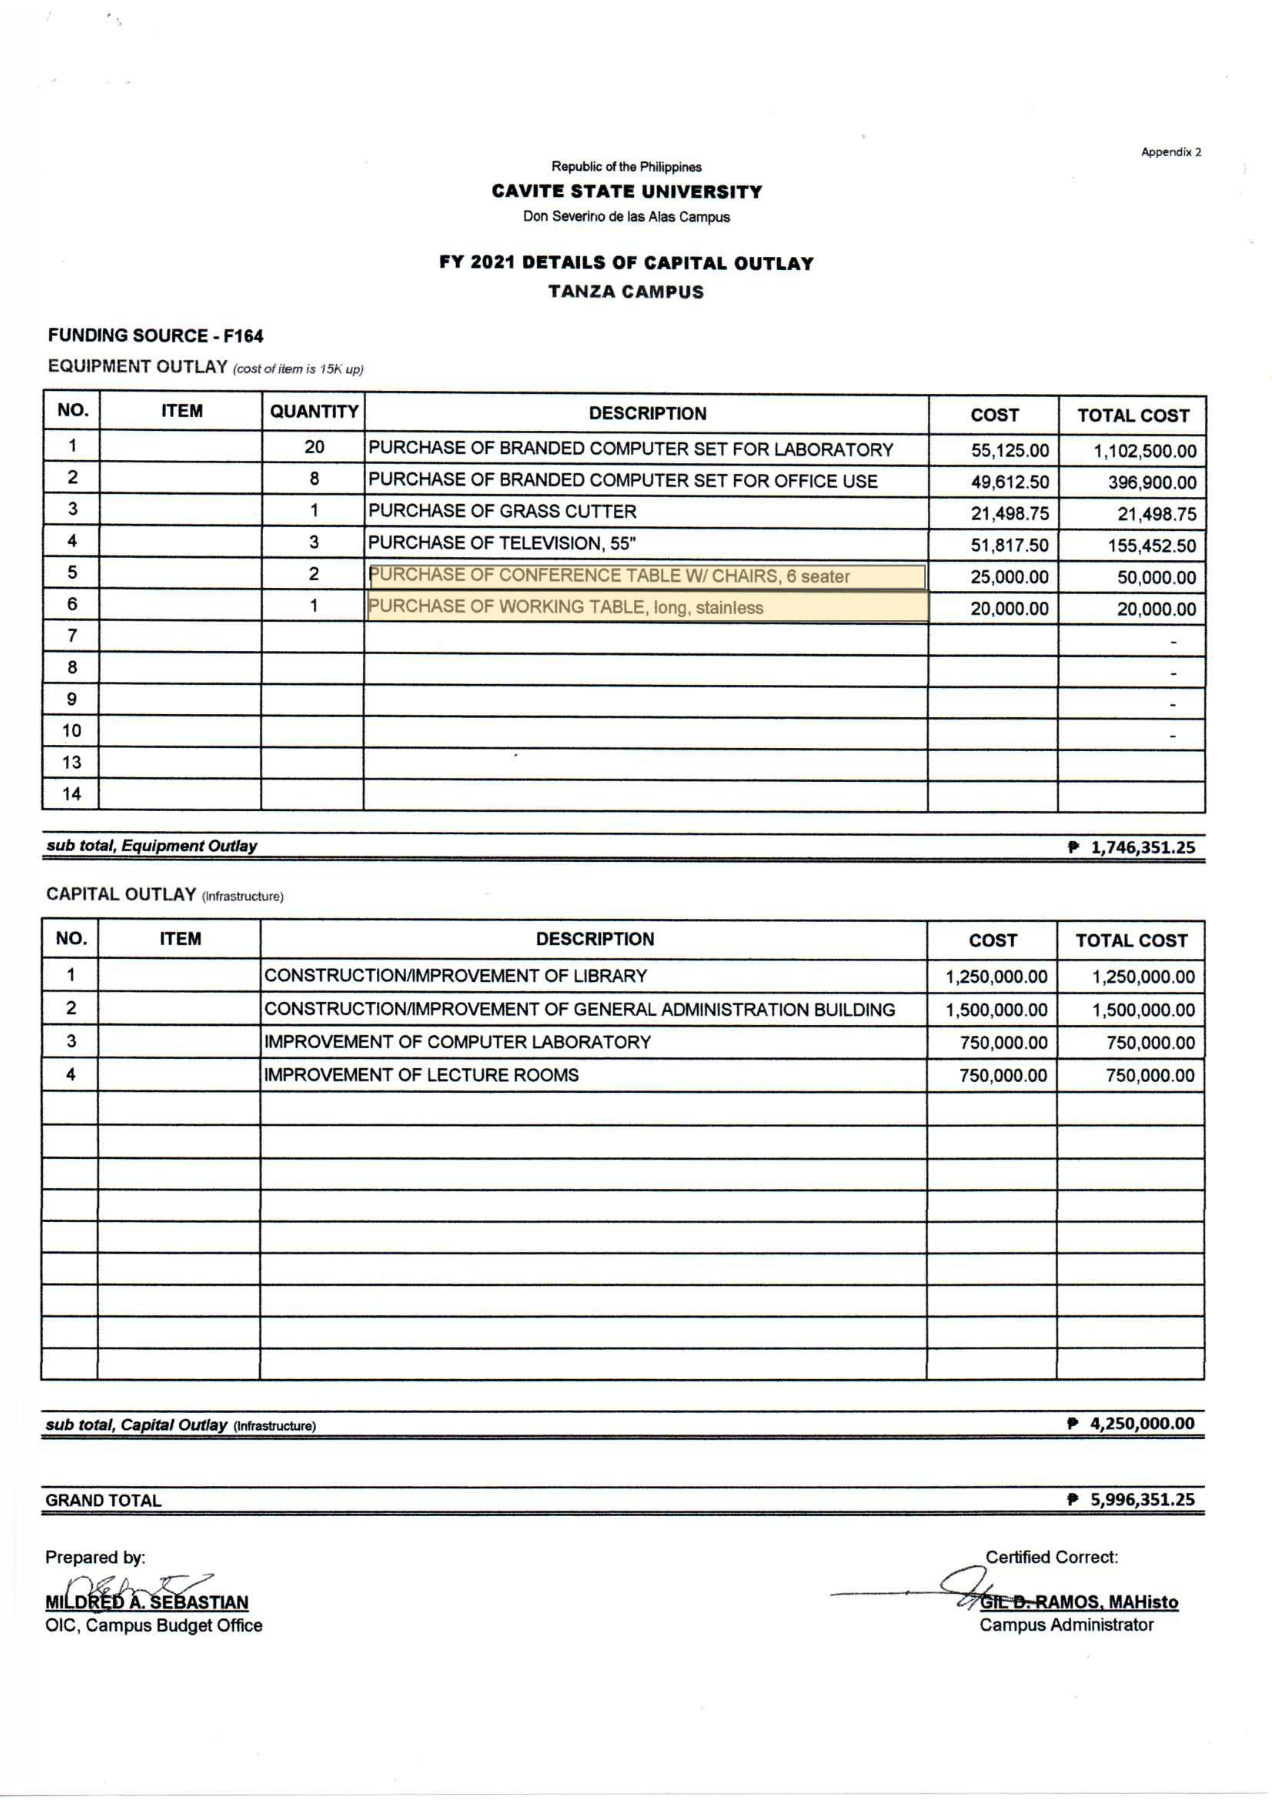 Appendix 2
Republic of the Philippines
CAVITE STATE UNIVERSITY
Don Severino de las Alas Campus
FY 2021 DETAILS OF CAPITAL OUTLAY
TANZA CAMPUS
FUNDING SOURCE - F164
EQUIPMENT OUTLAY (cost of item is 15K up)
NO. ITEM QUANTITY DESCRIPTION COST TOTAL COST
1 20 PURCHASE OF BRANDED COMPUTER SET FOR LABORATORY 55,125.00 1,102,500.00
2 8 PURCHASE OF BRANDED COMPUTER SET FOR OFFICE USE 49,612.50 396,900.00
3 1 PURCHASE OF GRASS CUTTER 21,498.75 21,498.75
4 3 PURCHASE OF TELEVISION, 55" 51,817.50 155,452.50
5 2 PURCHASE OF CONFERENCE TABLE W/ CHAIRS, 6 seater 25,000.00 50,000.00
6 1 PURCHASE OF WORKING TABLE, long, stainless 20,000.00 20,000.00
7 -
8 -
9 -
10 -
13
14
sub total, Equipment Outlay ₱ 1,746,351.25
CAPITAL OUTLAY (Infrastructure)
NO. ITEM DESCRIPTION COST TOTAL COST
1 CONSTRUCTION/IMPROVEMENT OF LIBRARY 1,250,000.00 1,250,000.00
2 CONSTRUCTION/IMPROVEMENT OF GENERAL ADMINISTRATION BUILDING 1,500,000.00 1,500,000.00
3 IMPROVEMENT OF COMPUTER LABORATORY 750,000.00 750,000.00
4 IMPROVEMENT OF LECTURE ROOMS 750,000.00 750,000.00
sub total, Capital Outlay (Infrastructure) ₱ 4,250,000.00
GRAND TOTAL ₱ 5,996,351.25
Prepared by: Certified Correct:
MILDRED A. SEBASTIAN GIL D. RAMOS, MAHisto
OIC, Campus Budget Office Campus Administrator